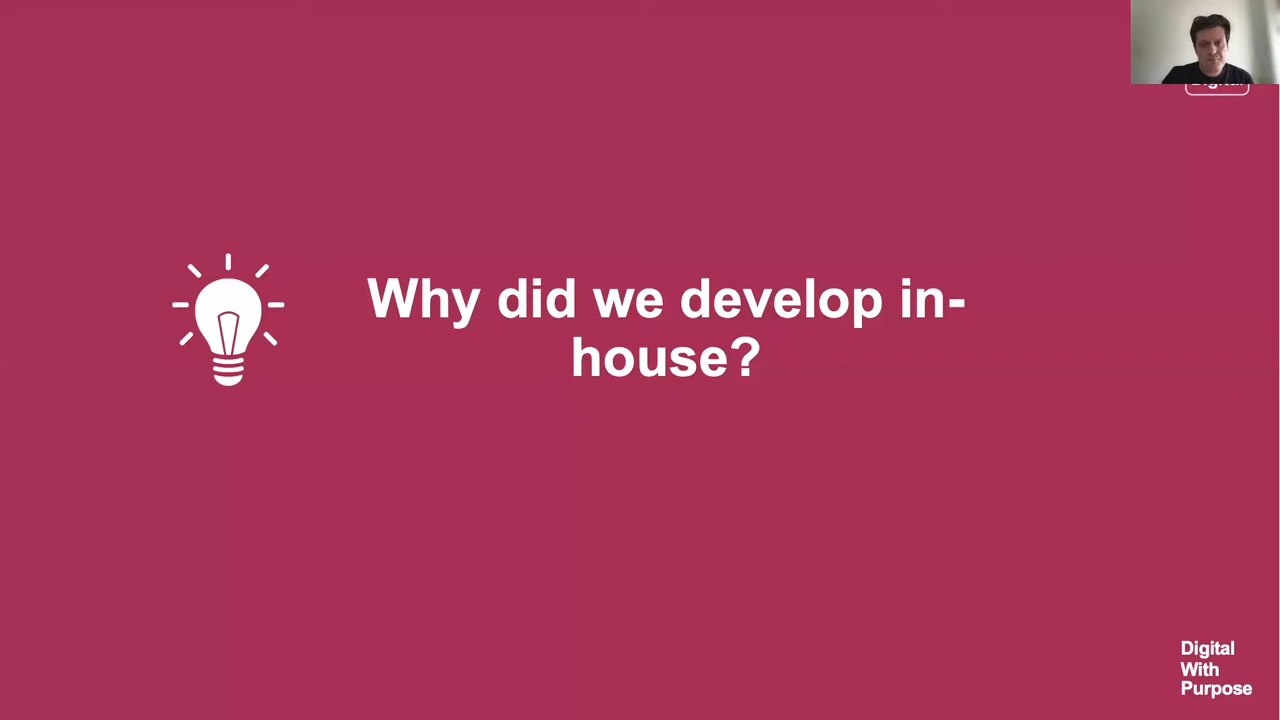 Why did we develop in-
house?
Digital
With
Purpose